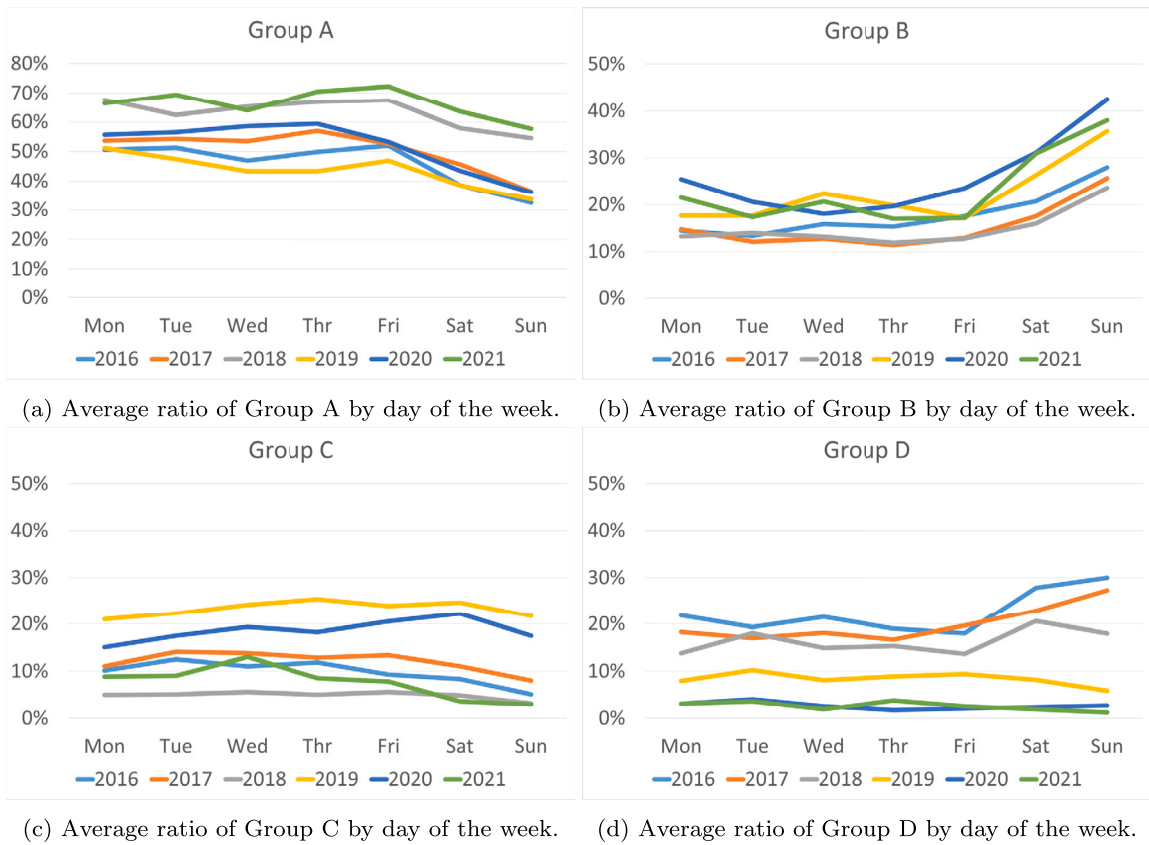 Group A
80%
70%
60%
50%
40%
30%
20%
10%
0%
Mon Tue Wed Thr Fri Sat Sun
2016 2017 2018 2019 2020 2021
(a) Average ratio of Group A by day of the week.
Group B
50%
40%
30%
20%
10%
0%
Mon Tue Wed Thr Fri Sat Sun
2016 2017 2018 2019 2020 2021
(b) Average ratio of Group B by day of the week.
Group C
50%
40%
30%
20%
10%
0%
Mon Tue Wed Thr Fri Sat Sun
2016 2017 2018 2019 2020 2021
(c) Average ratio of Group C by day of the week.
Group D
50%
40%
30%
20%
10%
0%
Mon Tue Wed Thr Fri Sat Sun
2016 2017 2018 2019 2020 2021
(d) Average ratio of Group D by day of the week.